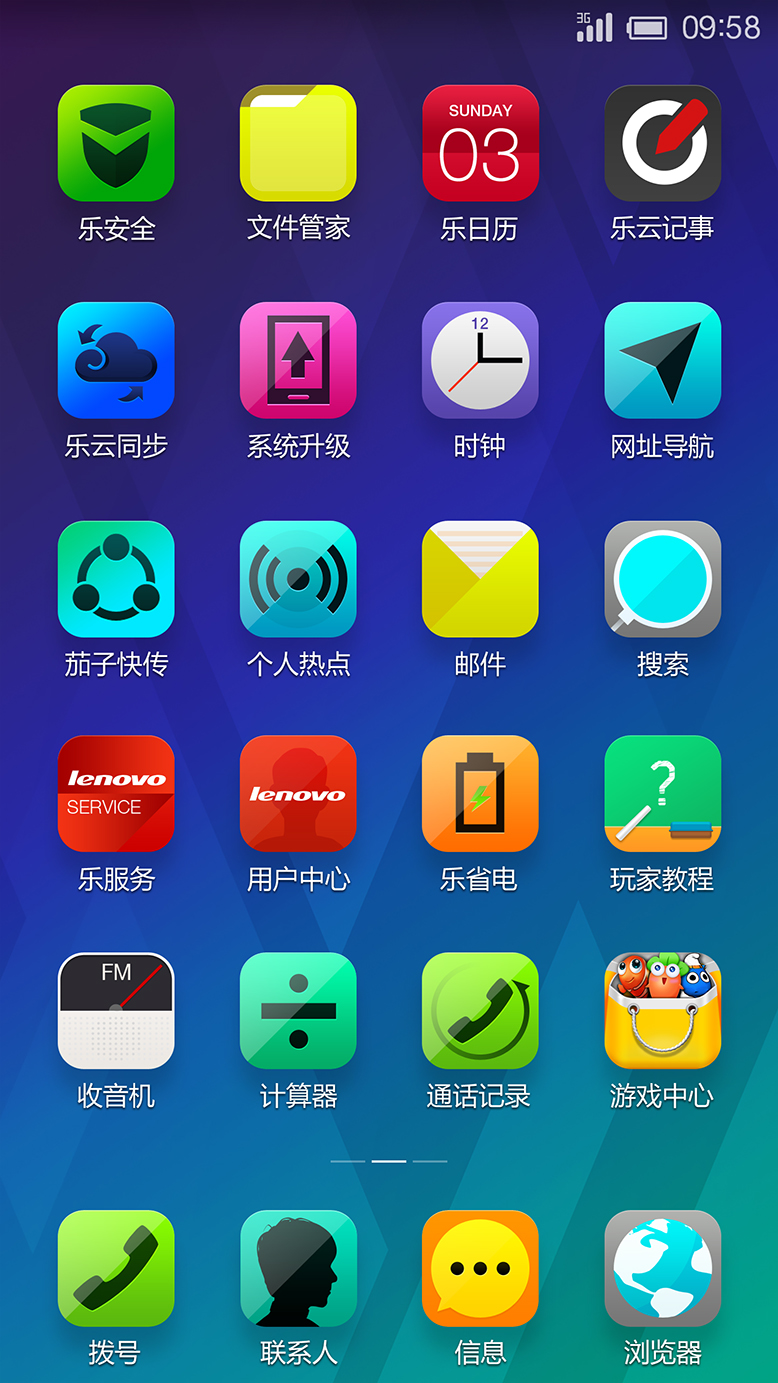 3G 09:58
SUNDAY
03
乐安全 文件管家 乐日历 乐云记事
12
乐云同步 系统升级 时钟 网址导航
茄子快传 个人热点 邮件 搜索
lenovo
SERVICE
lenovo
?
乐服务 用户中心 乐省电 玩家教程
FM
收音机 计算器 通话记录 游戏中心
拨号 联系人 信息 浏览器